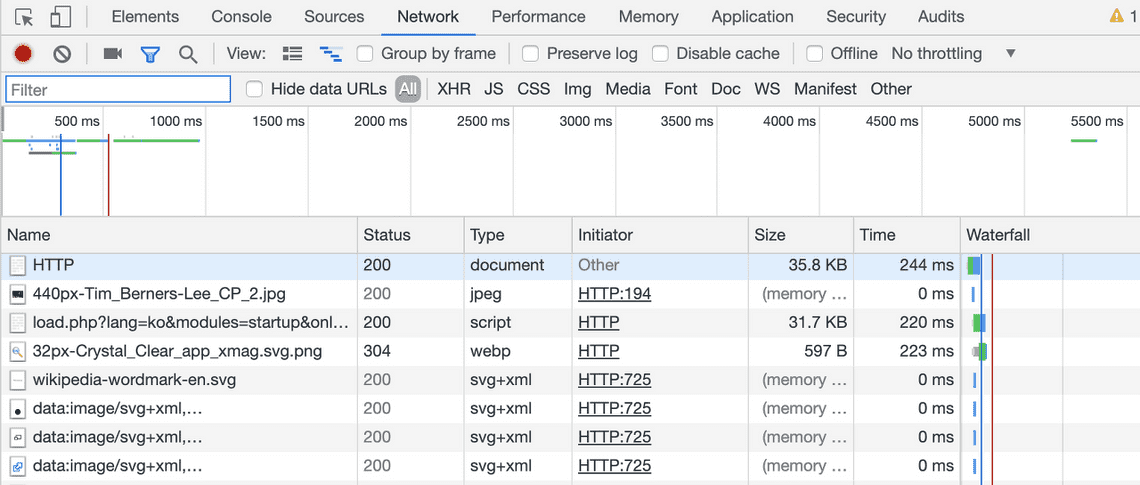 Elements Console Sources Network Performance Memory Application Security Audits 1
View: Group by frame Preserve log Disable cache Offline No throttling ▼
Filter Hide data URLs All XHR JS CSS Img Media Font Doc WS Manifest Other
500 ms 1000 ms 1500 ms 2000 ms 2500 ms 3000 ms 3500 ms 4000 ms 4500 ms 5000 ms 5500 ms
Name Status Type Initiator Size Time Waterfall
HTTP 200 document Other 35.8 KB 244 ms
440px-Tim_Berners-Lee_CP_2.jpg 200 jpeg HTTP:194 (memory ... 0 ms
load.php?lang=ko&modules=startup&onl... 200 script HTTP 31.7 KB 220 ms
32px-Crystal_Clear_app_xmag.svg.png 304 webp HTTP 597 B 223 ms
wikipedia-wordmark-en.svg 200 svg+xml HTTP:725 (memory ... 0 ms
data:image/svg+xml,... 200 svg+xml HTTP:725 (memory ... 0 ms
data:image/svg+xml,... 200 svg+xml HTTP:725 (memory ... 0 ms
data:image/svg+xml,... 200 svg+xml HTTP:725 (memory ... 0 ms